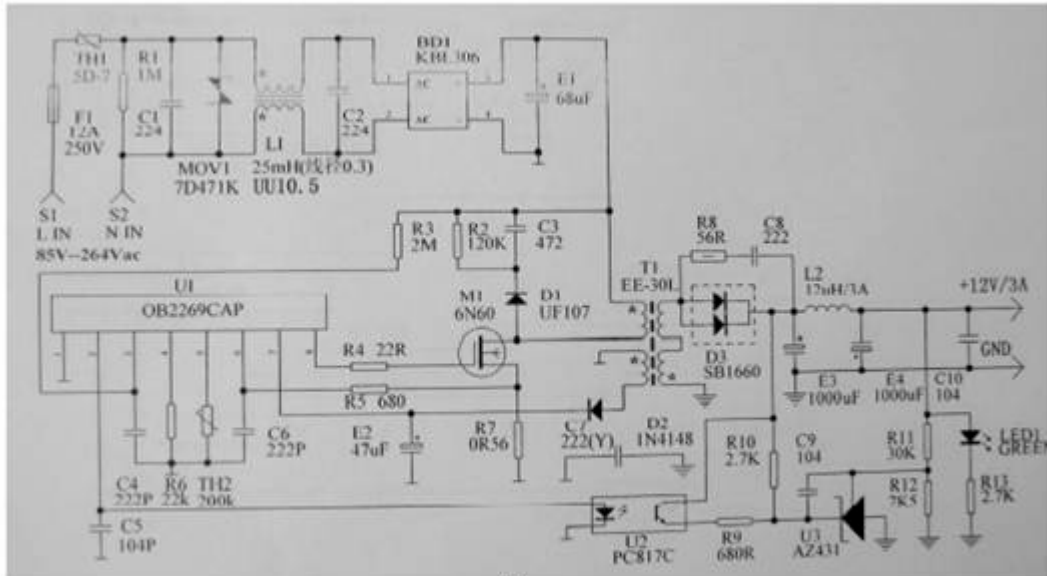 TH1
5D-7
R1
1M
F1
12A
250V
C1
224
MOV1
7D471K
L1
25mH(线径0.3)
UU10.5
C2
224
BD1
KBL306
AC
AC
E1
68uF
S1
L IN
S2
N IN
85V--264Vac
R3
2M
R2
120K
C3
472
R8
56R
C8
222
T1
EE-30L
L2
+12V/3A
U1
OB2269CAP
M1
6N60
D1
UF107
R4 22R
D3
SB1660
GND
E3
1000uF
E4
1000uF
C10
104
R5 680
C6
222P
E2
47uF
R7
0R56
C7
222(Y)
D2
1N4148
R10
2.7K
C9
104
R11
30K
LED1
GREEN
R12
7K5
R13
2.7K
C4
222P
R6
22k
TH2
200k
C5
104P
U2
PC817C
R9
680R
U3
AZ431